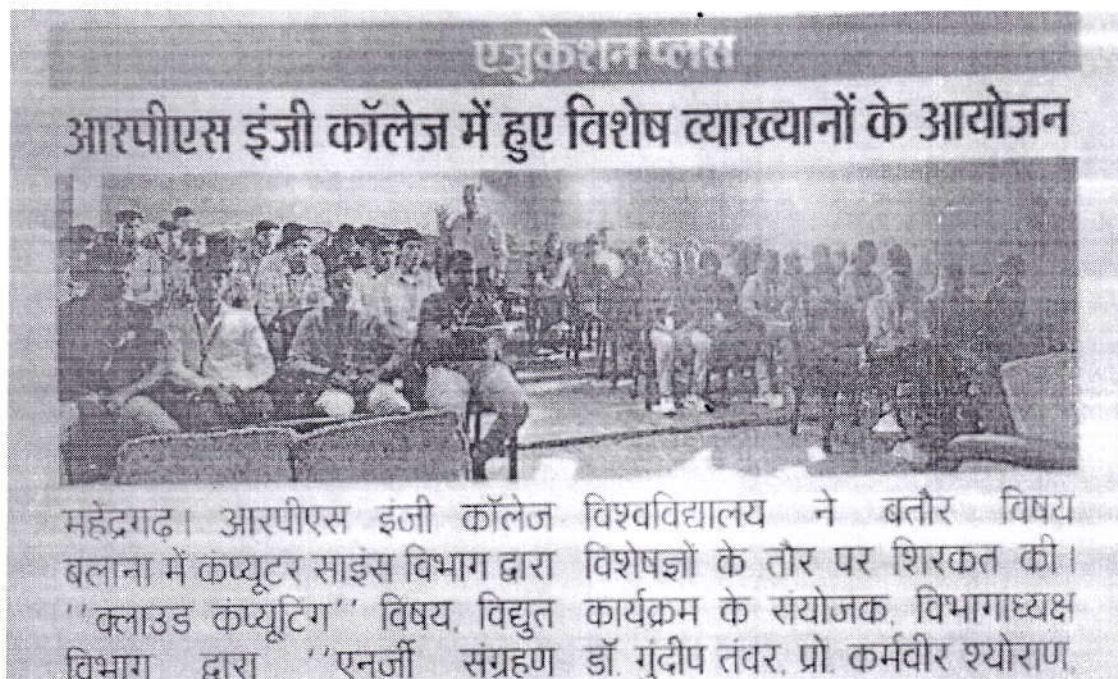 एजुकेशन प्लस
आरपीएस इंजी कॉलेज में हुए विशेष व्याख्यानों के आयोजन
महेंद्रगढ़। आरपीएस इंजी कॉलेज
बलाना में कंप्यूटर साइंस विभाग द्वारा
''क्लाउड कंप्यूटिंग'' विषय, विद्युत
विभाग द्वारा ''एनर्जी संग्रहण
विश्वविद्यालय ने बतौर विषय
विशेषज्ञों के तौर पर शिरकत की।
कार्यक्रम के संयोजक, विभागाध्यक्ष
डॉ. गुंदीप तंवर, प्रो. कर्मवीर श्योराण,